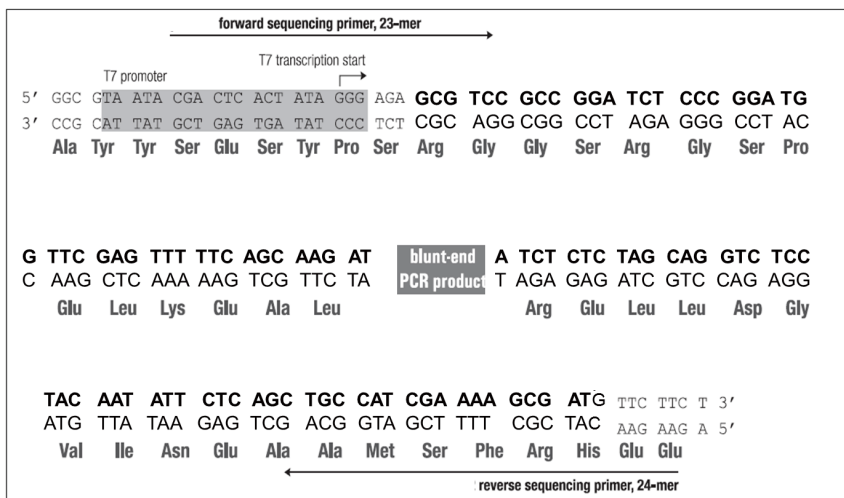 forward sequencing primer, 23-mer
T7 transcription start
T7 promoter
5′ GGC GTAA ATA CGA CTC ACT ATA GGG AGA GCG TCC GCC GGA TCT CCC GGA TG
3′ CCG CATT TAT GCT GAG TGA TAT CCC TCT CGC AGG CGG CCT AGA GGG CCT AC
Ala Tyr Tyr Ser Glu Ser Tyr Pro Ser Arg Gly Gly Ser Arg Gly Ser Pro
G TTC GAG TTT TTC AGC AAG AT blunt-end A TCT CTC TAG CAG GTC TCC
C AAG CTC AAA AAG TCG TTC TA PCR product T AGA GAG ATC GTC CAG AGG
Glu Leu Lys Glu Ala Leu Arg Glu Leu Leu Asp Gly
TAC AAT ATT CTC AGC TGC CAT CGA AAA GCG ATG TTC TTC T 3′
ATG TTA TAA GAG TCG ACG GTA GCT TTT CGC TAC AAG AAG A 5′
Val Ile Asn Glu Ala Ala Met Ser Phe Arg His Glu Glu
reverse sequencing primer, 24-mer